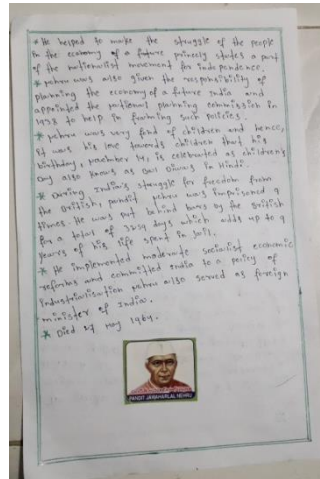 * He helped to make the struggle of the people
in the economy of a future princely states a part
of the nationalist movement for independence.
* Nehru was also given the responsibility of
planning the economy of a future India and
appointed the national planning commission in
1938 to help in framing such policies.
* Nehru was very fond of children and hence,
it was his love towards children that his
birthday, november 14, is celebrated as children's
Day also knows as Baal Diwas in Hindi.
* During India's struggle for freedom from
the British, pandit nehru was imprisoned 9
times. He was put behind bars by the British
for a total of 3259 days, which adds up to 9
years of his life spent in jail.
* He implemented moderate socialist economic
reforms and committed India to a policy of
industrialisation nehru also served as foreign
minister of India.
* Died 27 may 1964.
PANDIT JAWAHARLAL NEHRU